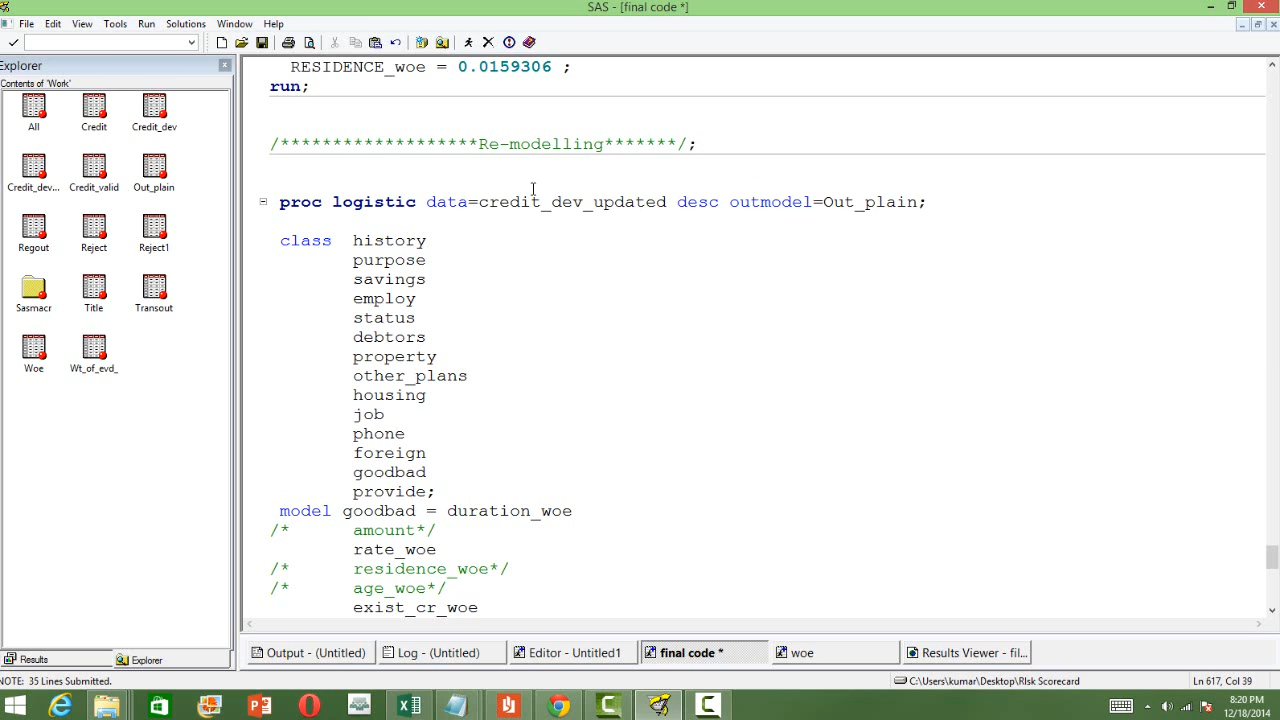 SAS - [final code *]
File Edit View Tools Run Solutions Window Help
Explorer
Contents of 'Work'
All Credit Credit_dev
Credit_dev... Credit_valid Out_plain
Regout Reject Reject1
Sasmacr Title Transout
Woe Wt_of_evd_
RESIDENCE_woe = 0.0159306 ;
run;
/*******************Re-modelling*******/;
proc logistic data=credit_dev_updated desc outmodel=Out_plain;
class history
purpose
savings
employ
status
debtors
property
other_plans
housing
job
phone
foreign
goodbad
provide;
model goodbad = duration_woe
/* amount*/
rate_woe
/* residence_woe*/
/* age_woe*/
exist_cr_woe
Results Explorer
Output - (Untitled) Log - (Untitled) Editor - Untitled1 final code * woe Results Viewer - fil...
NOTE: 35 Lines Submitted.
C:\Users\kumar\Desktop\RIsk Scorecard
Ln 617, Col 39
8:20 PM
12/18/2014